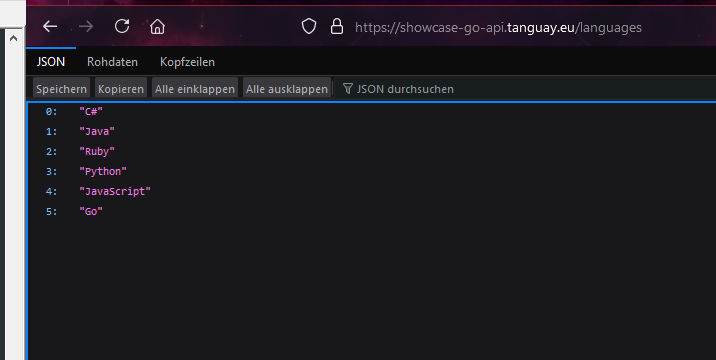 https://showcase-go-api.tanguay.eu/languages
JSON Rohdaten Kopfzeilen
Speichern Kopieren Alle einklappen Alle ausklappen JSON durchsuchen
0: "C#"
1: "Java"
2: "Ruby"
3: "Python"
4: "JavaScript"
5: "Go"